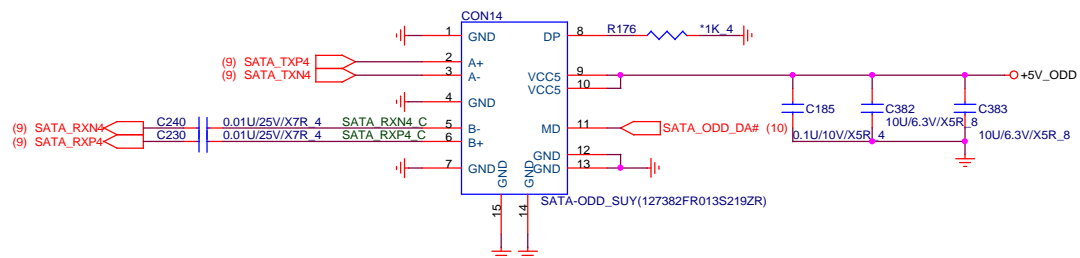 CON14
1 GND
DP 8 R176 *1K_4
(9) SATA_TXP4 2 A+
(9) SATA_TXN4 3 A-
VCC5 9 +5V_ODD
VCC5 10
4 GND
C185 C382 C383
10U/6.3V/X5R_8
0.1U/10V/X5R_4 10U/6.3V/X5R_8
(9) SATA_RXN4 C240 0.01U/25V/X7R_4 SATA_RXN4_C 5 B-
MD 11 SATA_ODD_DA# (10)
(9) SATA_RXP4 C230 0.01U/25V/X7R_4 SATA_RXP4_C 6 B+
GND 12
7 GND
GND 13
GND GND
15 14
SATA-ODD_SUY(127382FR013S219ZR)